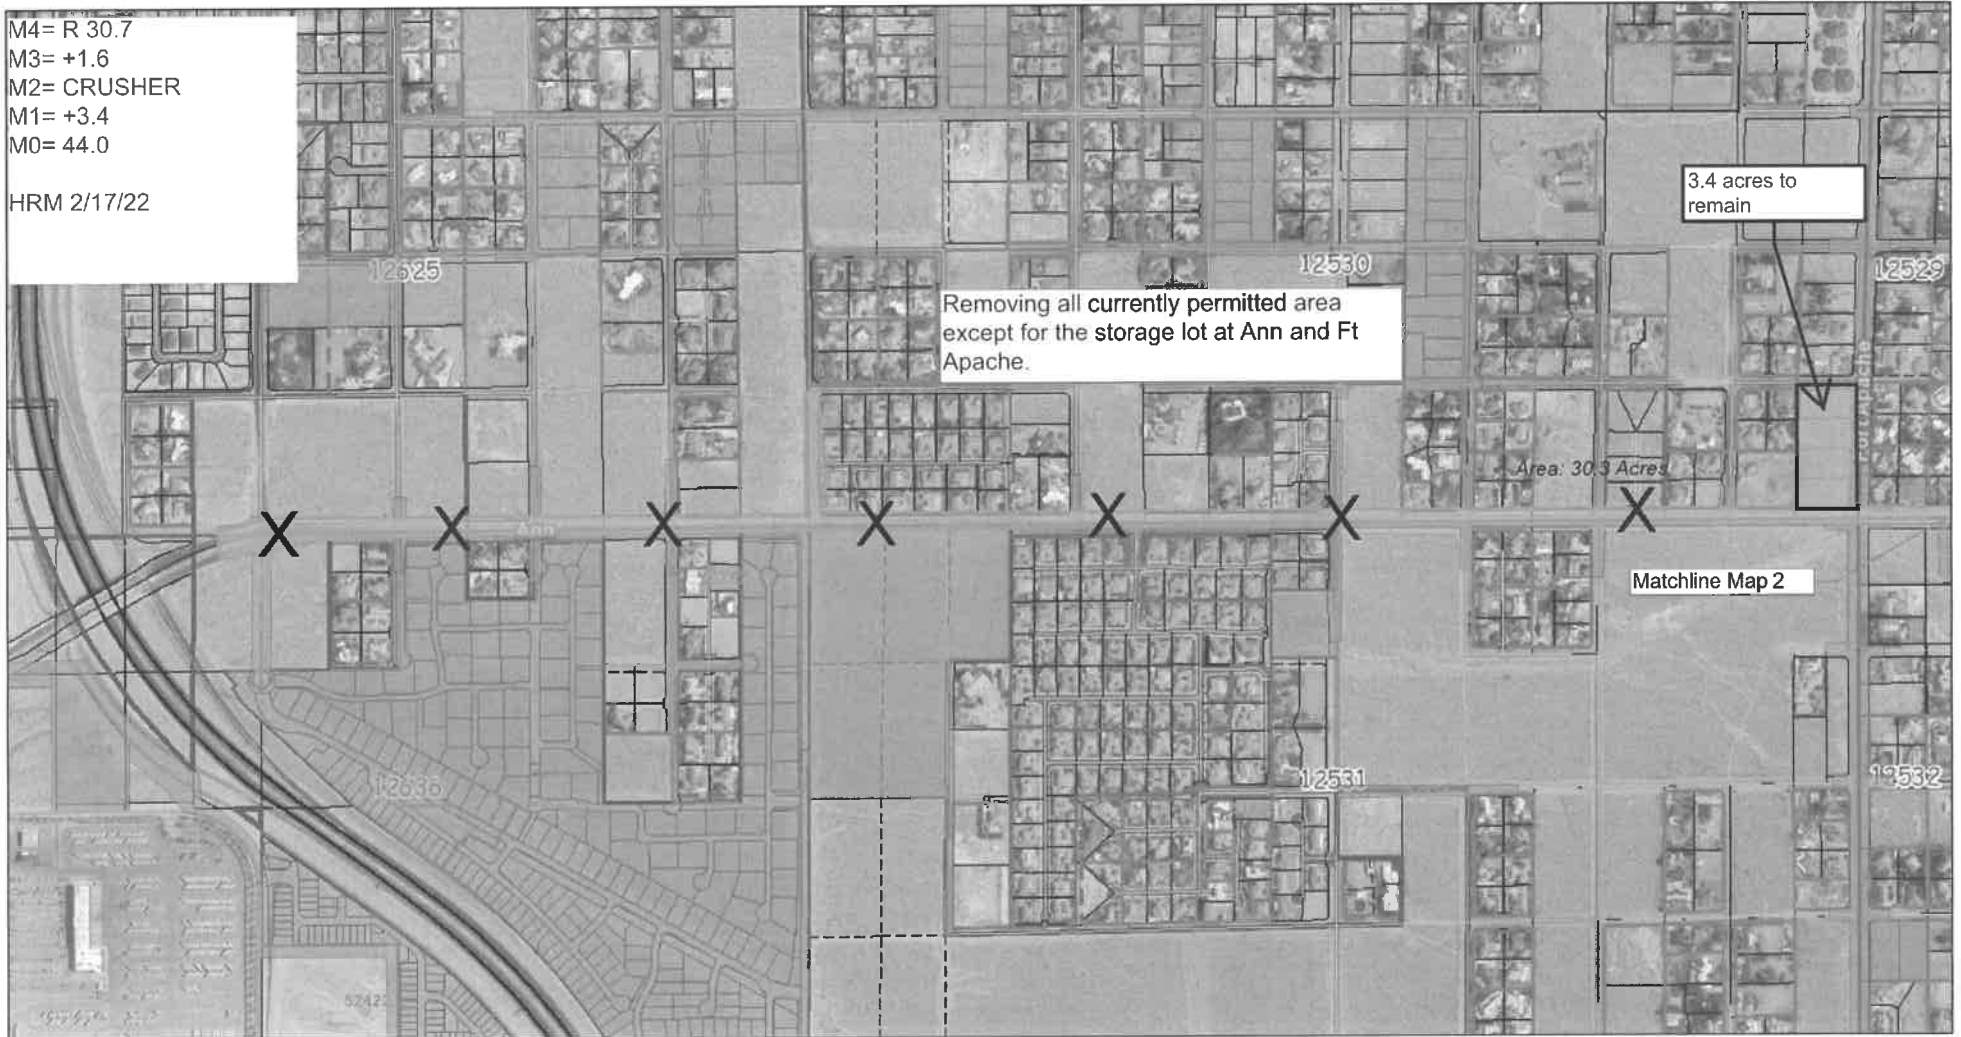 M4= R 30.7
M3= +1.6
M2= CRUSHER
M1= +3.4
M0= 44.0
HRM 2/17/22
3.4 acres to
remain
12625
12530
12529
Removing all currently permitted area
except for the storage lot at Ann and Ft
Apache.
Fort Apache
Area: 30.3 Acres
X X X X X X X
Ann
Matchline Map 2
12636
12531
12532